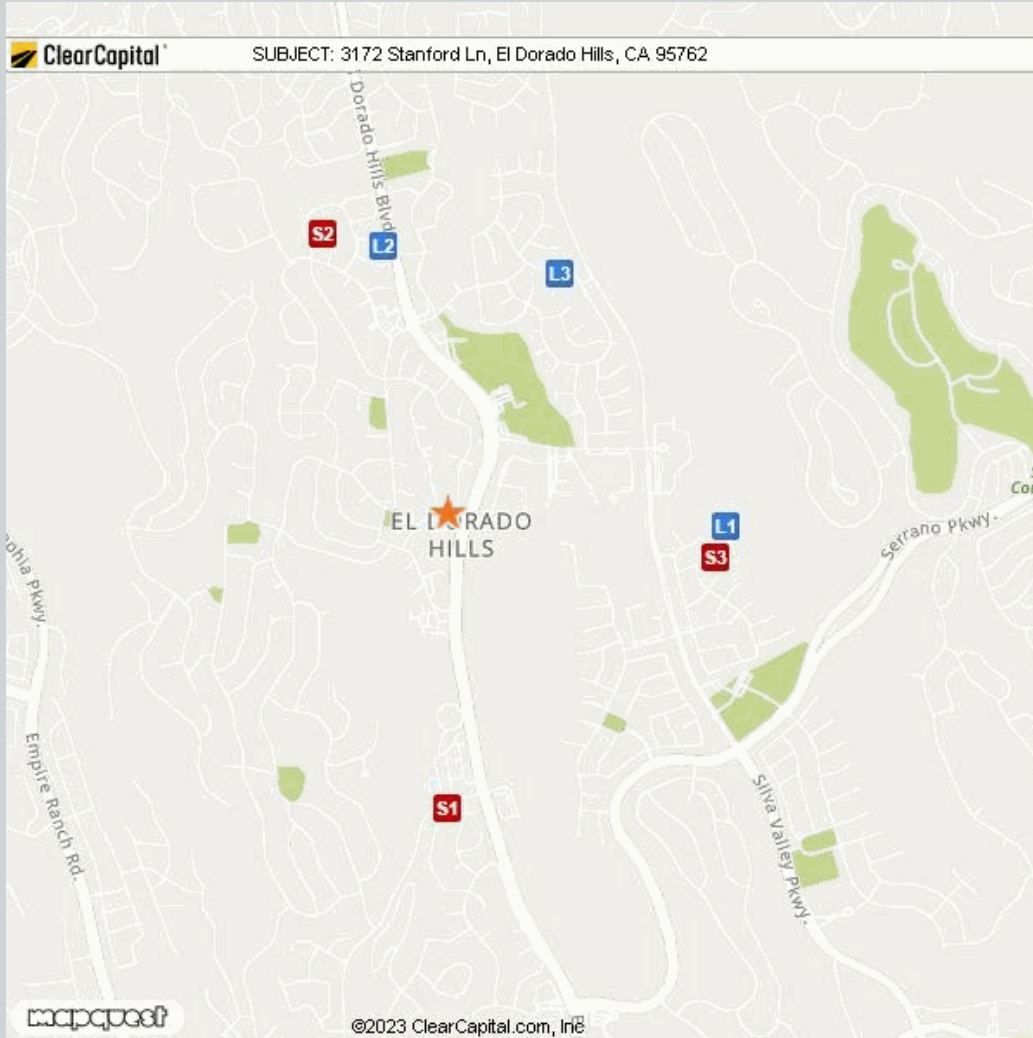 ClearCapital
SUBJECT: 3172 Stanford Ln, El Dorado Hills, CA 95762
Dorado Hills Blvd
S2
L2
L3
EL DORADO
HILLS
L1
S3
Serrano Pkwy.
Pkwy.
Empire Ranch Rd.
S1
Silva Valley Pkwy.
mapquest
©2023 ClearCapital.com, Inc